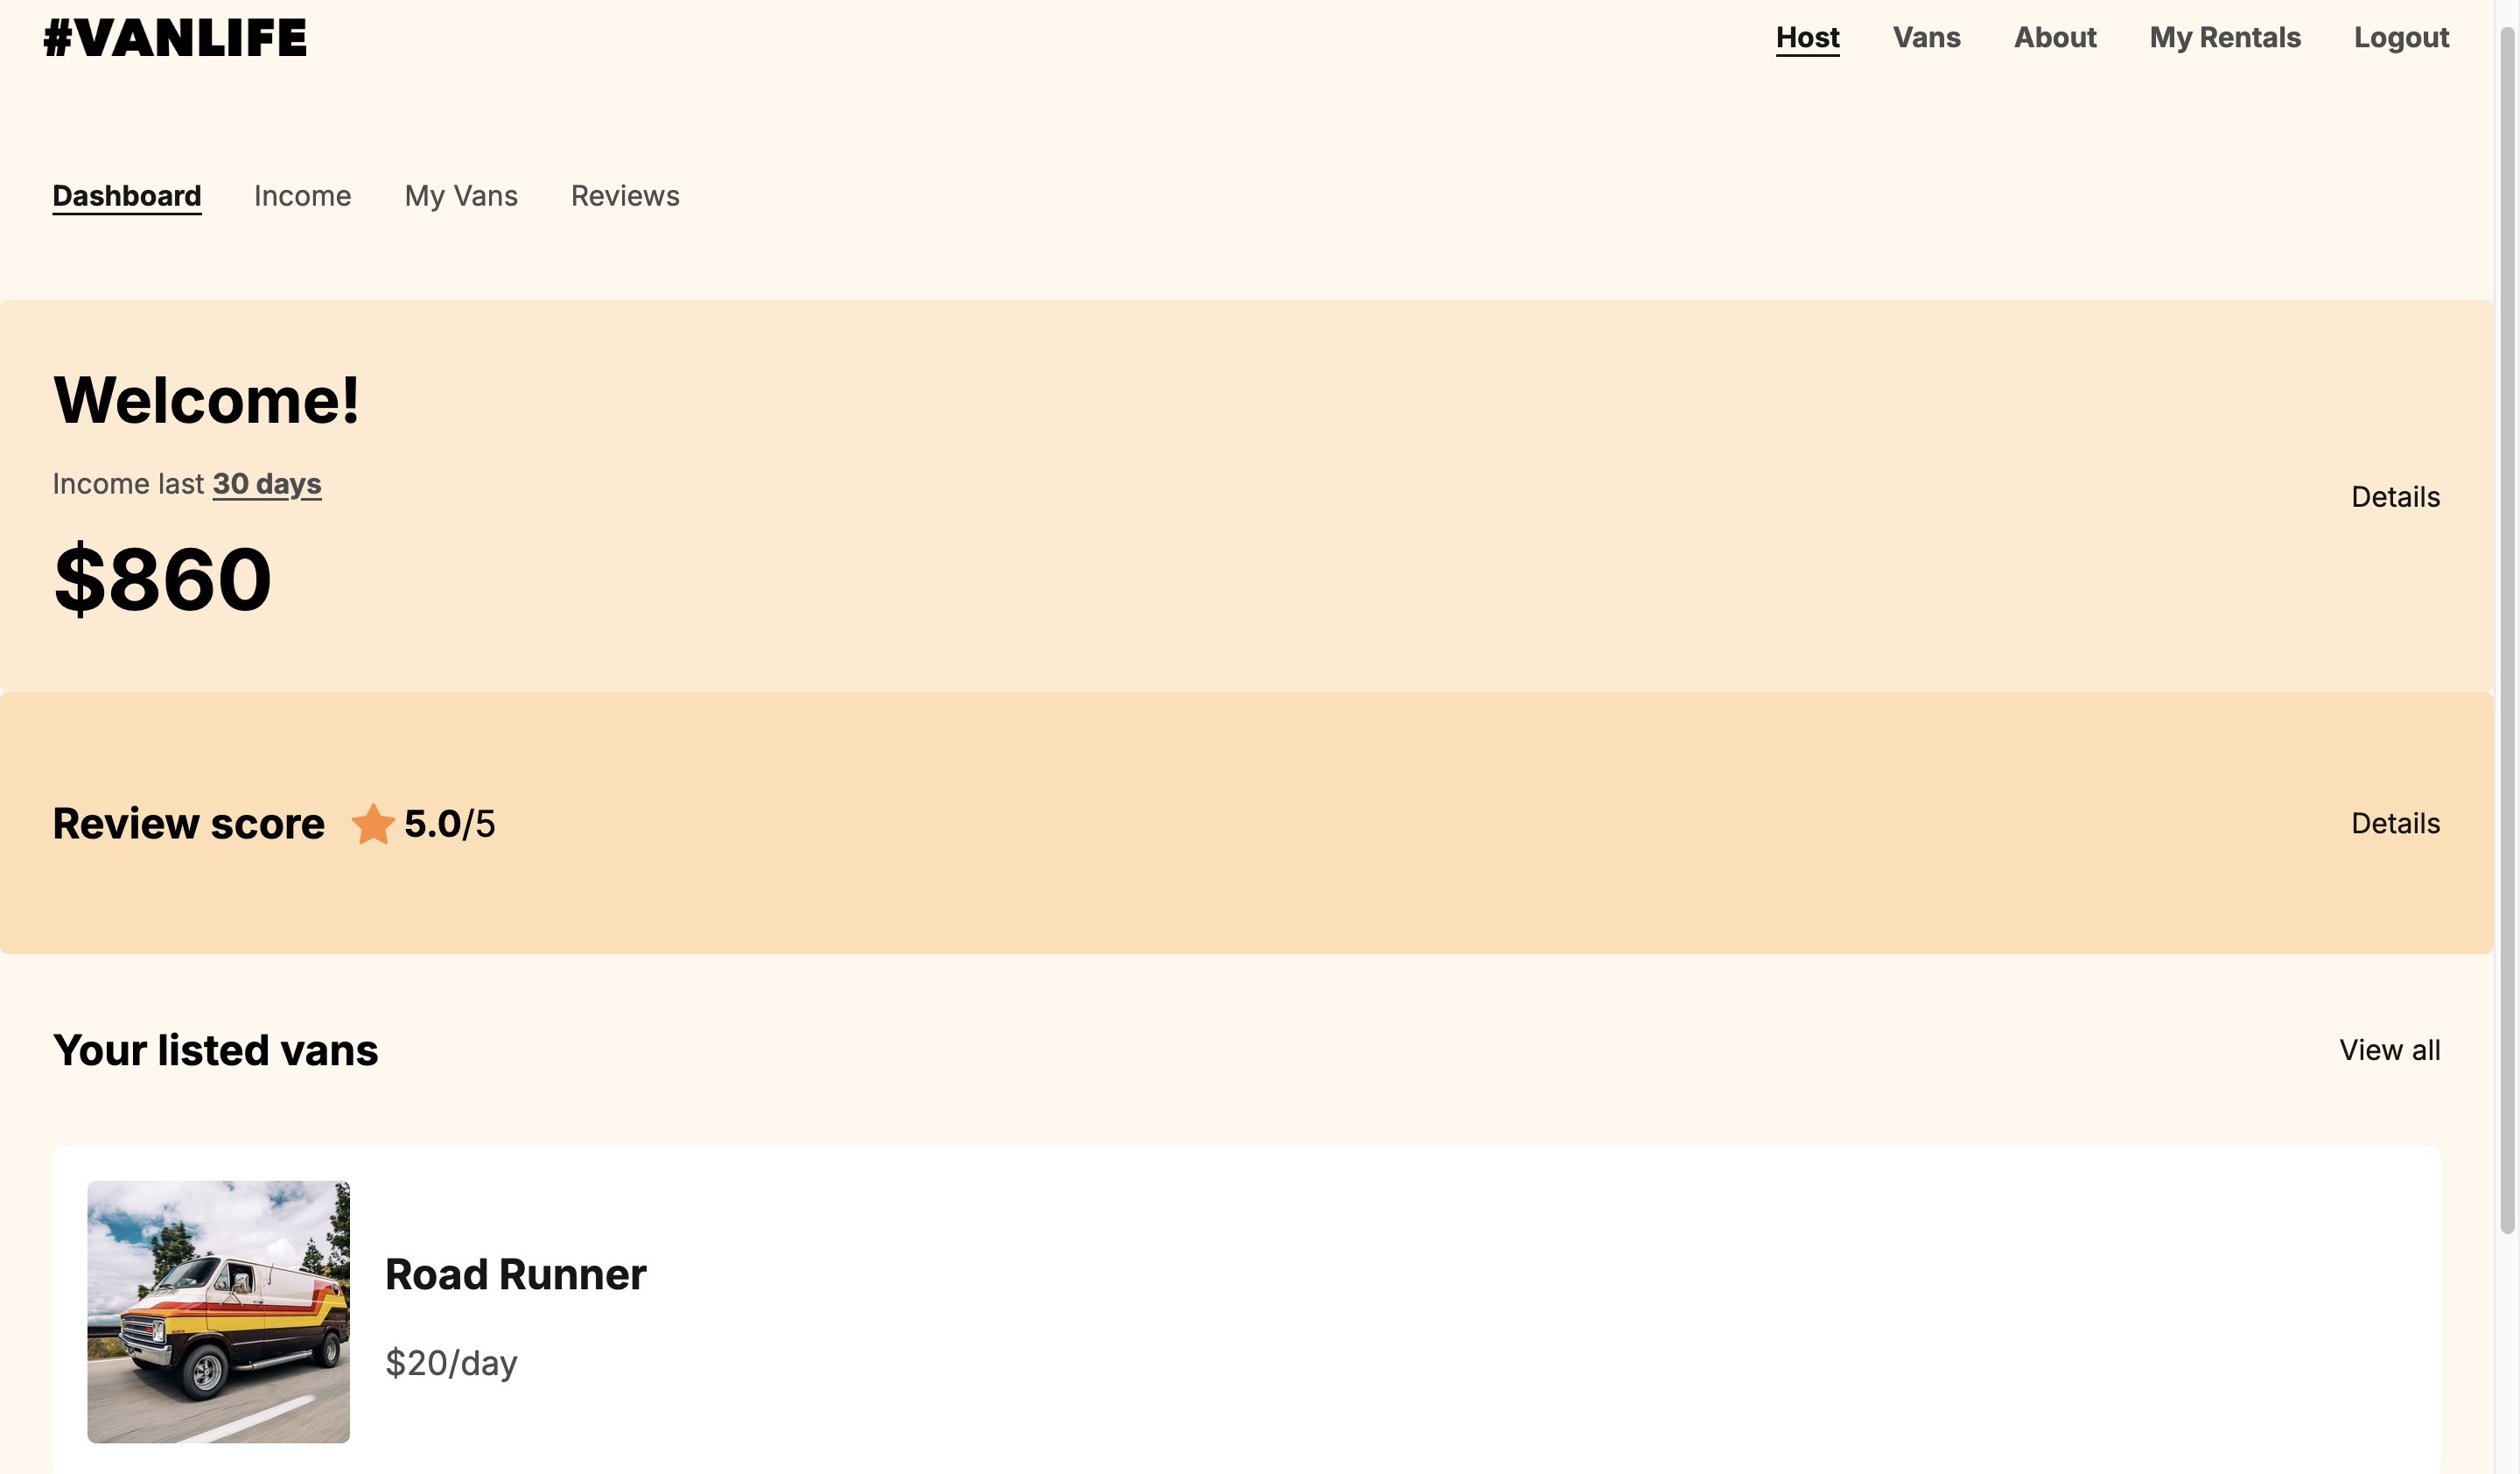 #VANLIFE
Host Vans About My Rentals Logout
Dashboard Income My Vans Reviews
Welcome!
Income last 30 days
Details
$860
Review score 5.0/5
Details
Your listed vans
View all
Road Runner
$20/day